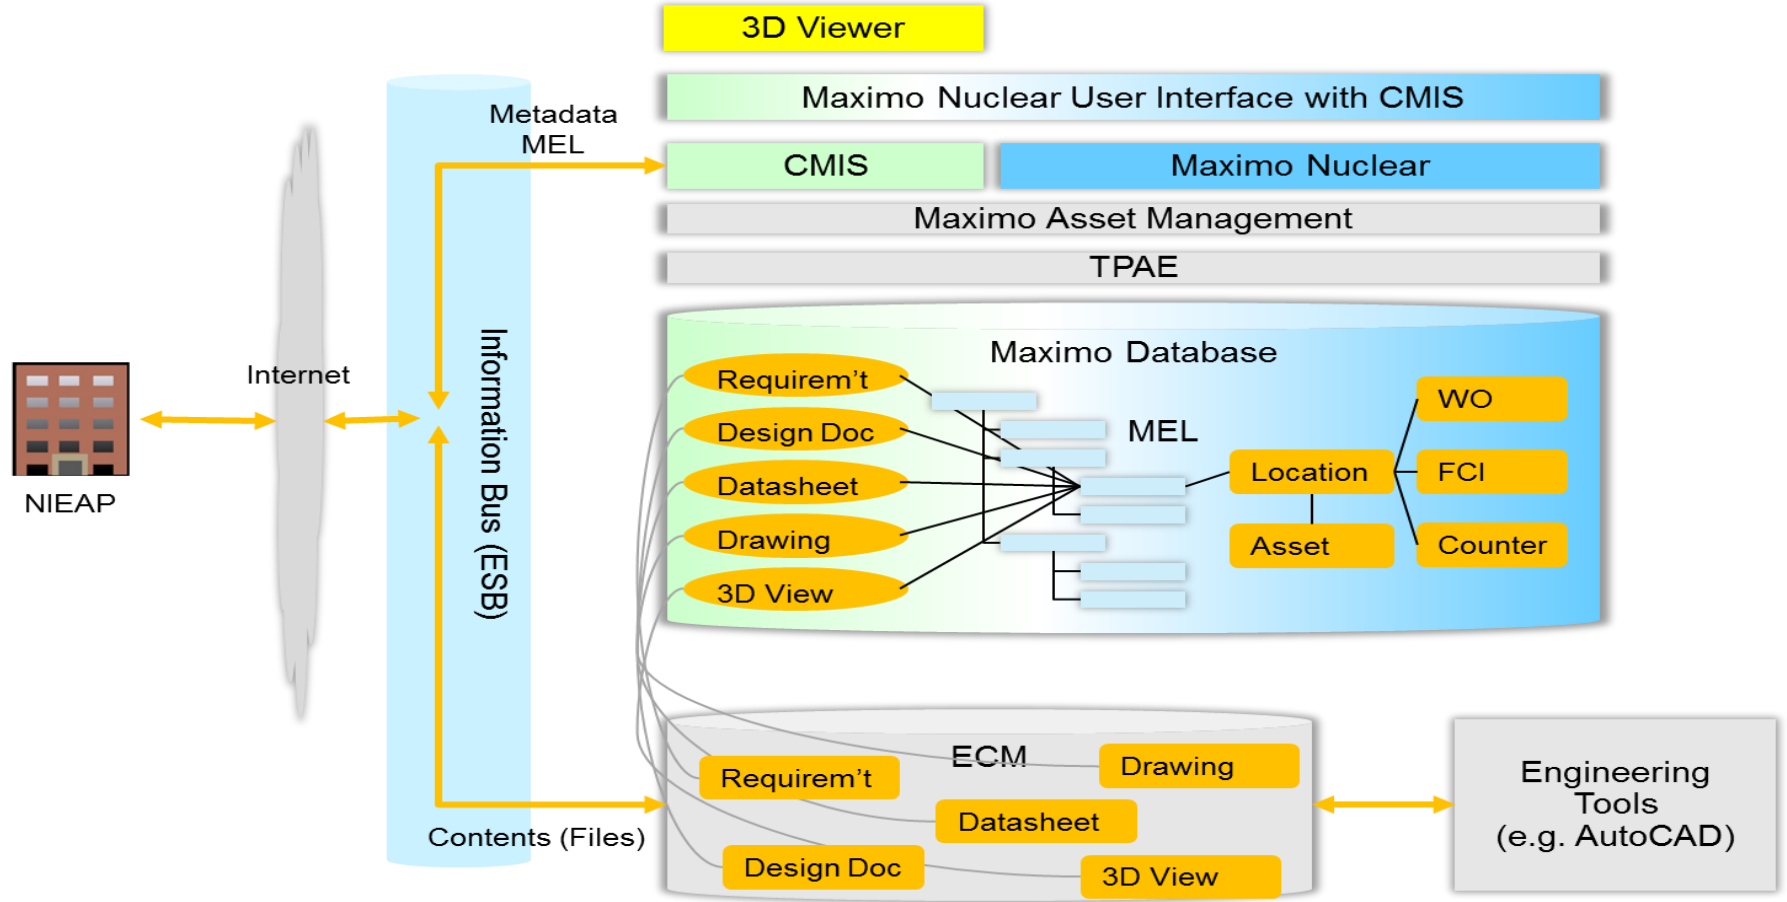 3D Viewer
Maximo Nuclear User Interface with CMIS
Metadata
MEL
CMIS
Maximo Nuclear
Maximo Asset Management
TPAE
Information Bus (ESB)
Internet
NIEAP
Maximo Database
Requirem’t
Design Doc
Datasheet
Drawing
3D View
MEL
Location
Asset
WO
FCI
Counter
Contents (Files)
ECM
Requirem’t
Drawing
Datasheet
Design Doc
3D View
Engineering
Tools
(e.g. AutoCAD)